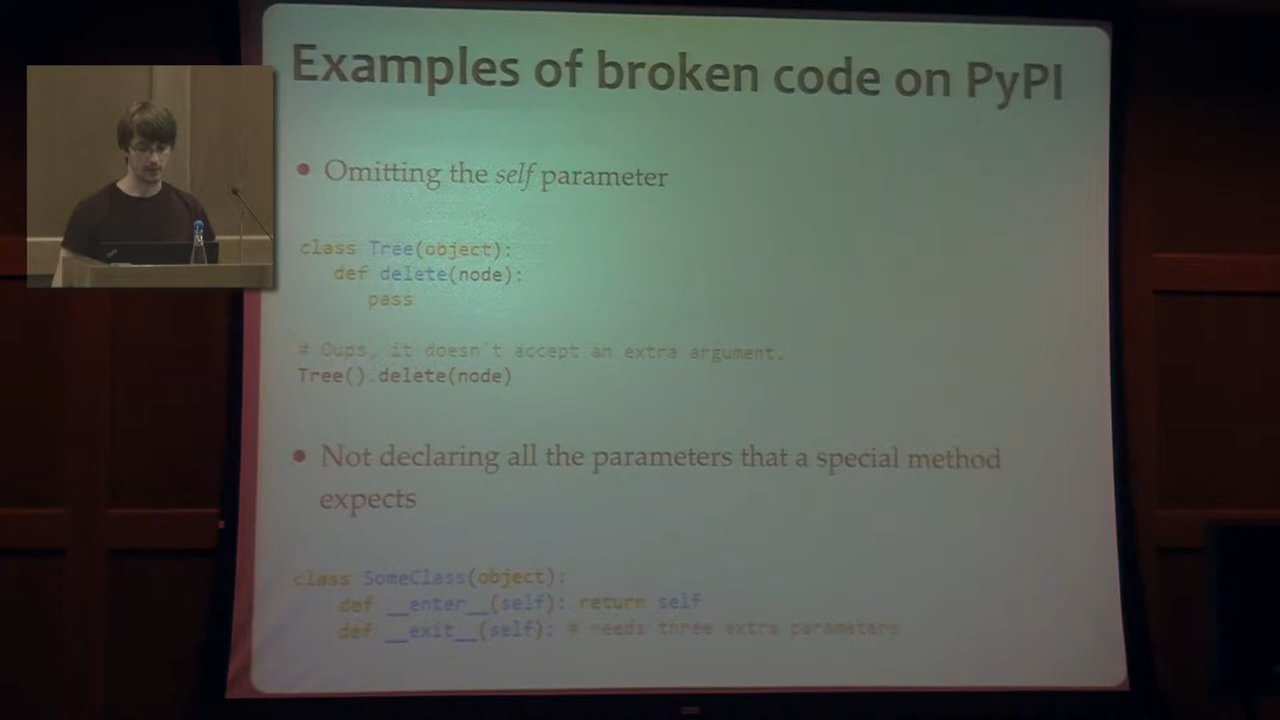 Examples of broken code on PyPI
• Omitting the self parameter
class Tree(object):
def delete(node):
pass
# Oups, it doesn't accept an extra argument.
Tree().delete(node)
• Not declaring all the parameters that a special method
expects
class SomeClass(object):
def __enter__(self): return self
def __exit__(self): # needs three extra parameters